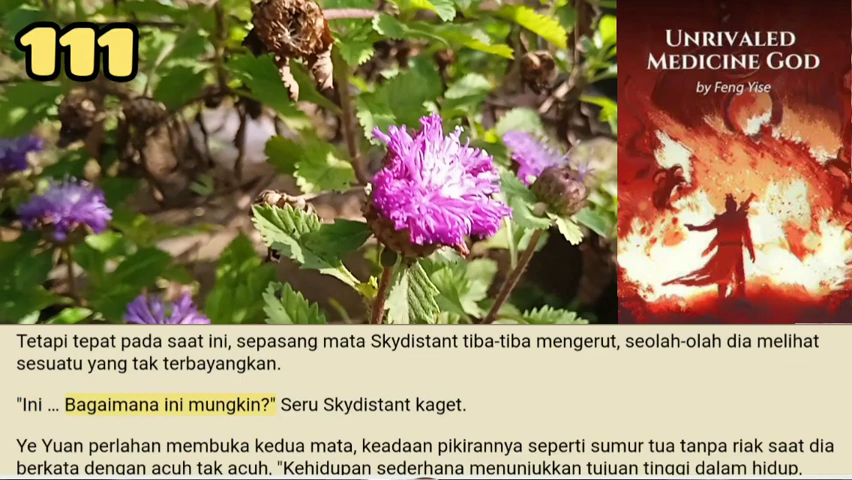 111
UNRIVALED
MEDICINE GOD
by Feng Yise
Tetapi tepat pada saat ini, sepasang mata Skydistant tiba-tiba mengerut, seolah-olah dia melihat
sesuatu yang tak terbayangkan.
"Ini ... Bagaimana ini mungkin?" Seru Skydistant kaget.
Ye Yuan perlahan membuka kedua mata, keadaan pikirannya seperti sumur tua tanpa riak saat dia
berkata dengan acuh tak acuh. "Kehidupan sederhana menunjukkan tujuan tinggi dalam hidup,